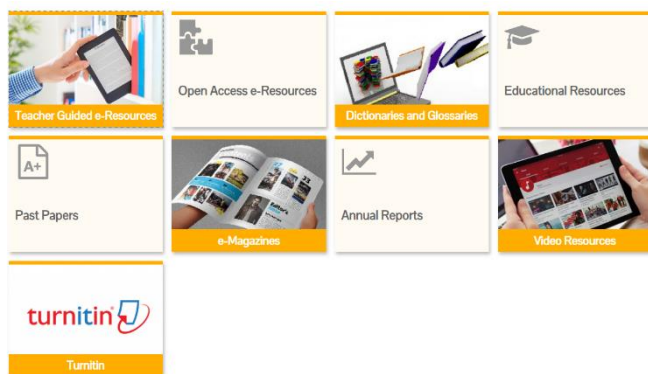 Teacher Guided e-Resources
Open Access e-Resources
Dictionaries and Glossaries
Educational Resources
A+
Past Papers
e-Magazines
Annual Reports
Video Resources
turnitin
Turnitin